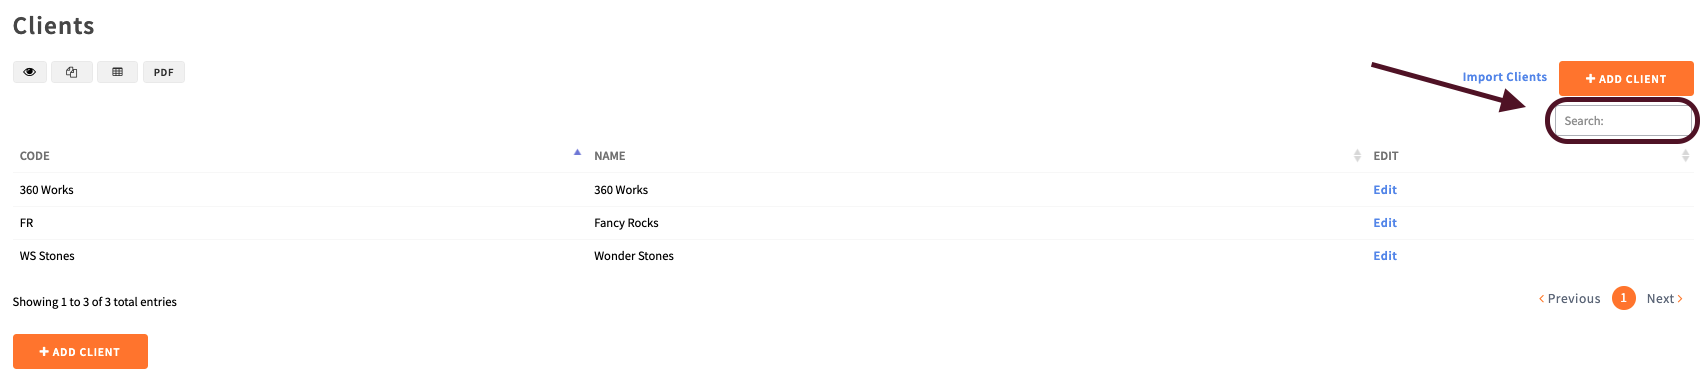 Clients
PDF
Import Clients
+ ADD CLIENT
Search:
CODE NAME EDIT
360 Works 360 Works Edit
FR Fancy Rocks Edit
WS Stones Wonder Stones Edit
Showing 1 to 3 of 3 total entries
‹ Previous 1 Next ›
+ ADD CLIENT